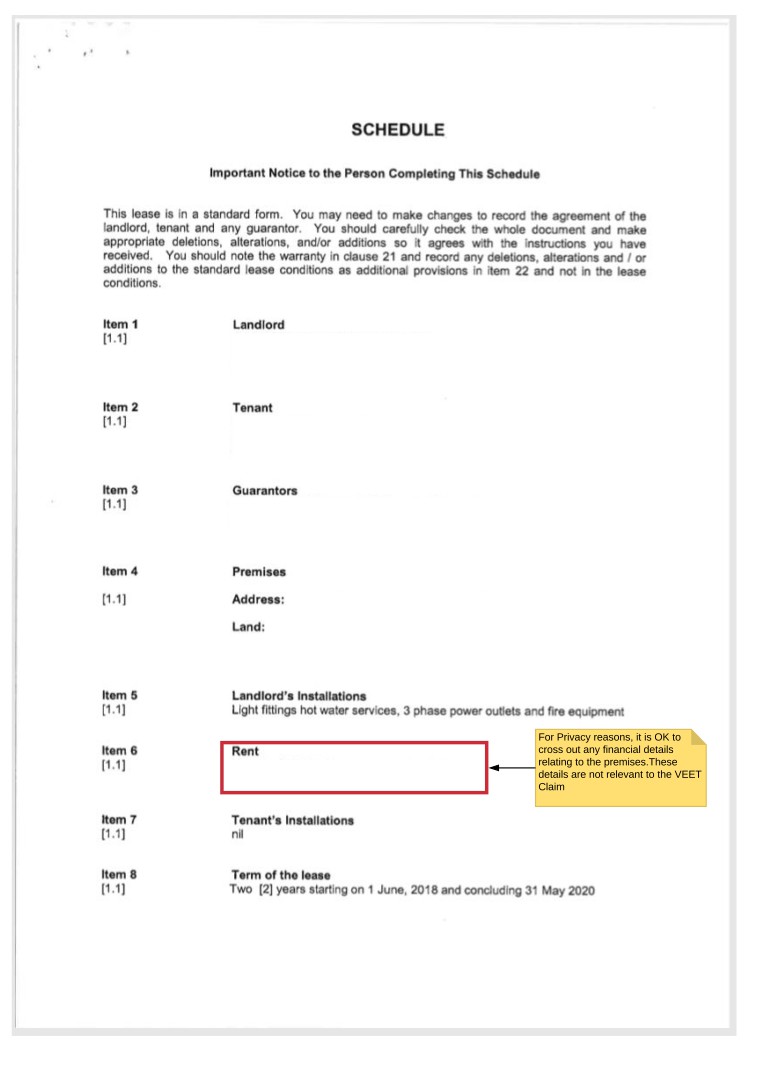 SCHEDULE
Important Notice to the Person Completing This Schedule
This lease is in a standard form. You may need to make changes to record the agreement of the
landlord, tenant and any guarantor. You should carefully check the whole document and make
appropriate deletions, alterations, and/or additions so it agrees with the instructions you have
received. You should note the warranty in clause 21 and record any deletions, alterations and / or
additions to the standard lease conditions as additional provisions in item 22 and not in the lease
conditions.
Item 1 Landlord
[1.1]
Item 2 Tenant
[1.1]
Item 3 Guarantors
[1.1]
Item 4 Premises
[1.1] Address:
Land:
Item 5 Landlord's Installations
[1.1] Light fittings hot water services, 3 phase power outlets and fire equipment
Item 6 Rent
[1.1]
For Privacy reasons, it is OK to
cross out any financial details
relating to the premises.These
details are not relevant to the VEET
Claim
Item 7 Tenant's Installations
[1.1] nil
Item 8 Term of the lease
[1.1] Two [2] years starting on 1 June, 2018 and concluding 31 May 2020